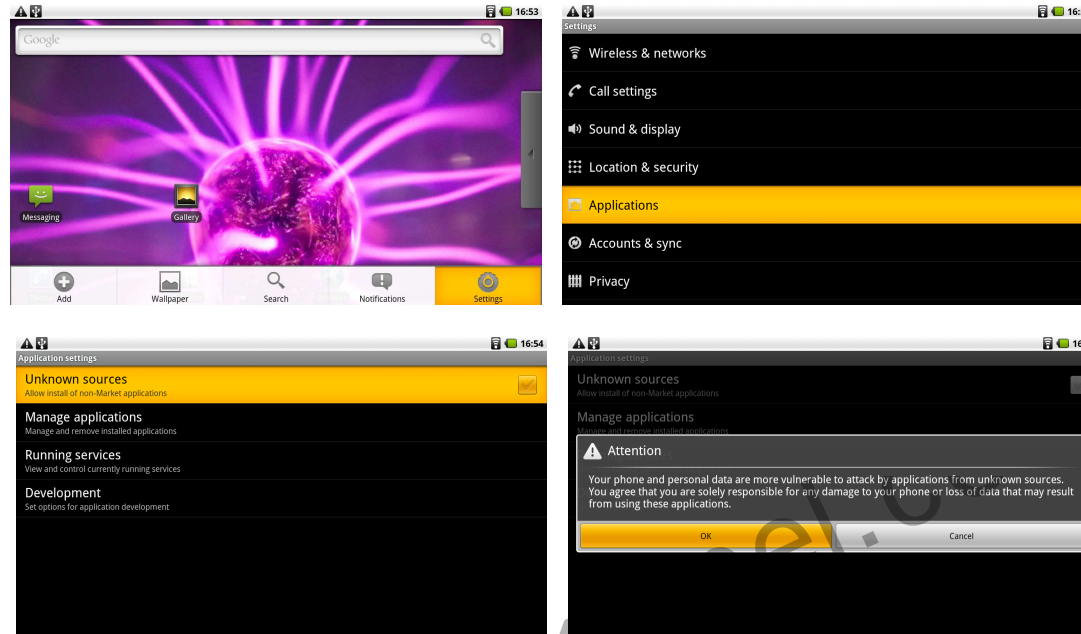 16:53
Google
Messaging
Gallery
Add
Wallpaper
Search
Notifications
Settings
Settings
Wireless & networks
Call settings
Sound & display
Location & security
Applications
Accounts & sync
Privacy
16:54
Application settings
Unknown sources
Allow install of non-Market applications
Manage applications
Manage and remove installed applications
Running services
View and control currently running services
Development
Set options for application development
Application settings
Unknown sources
Allow install of non-Market applications
Manage applications
Manage and remove installed applications
Attention
Your phone and personal data are more vulnerable to attack by applications from unknown sources.
You agree that you are solely responsible for any damage to your phone or loss of data that may result
from using these applications.
OK
Cancel